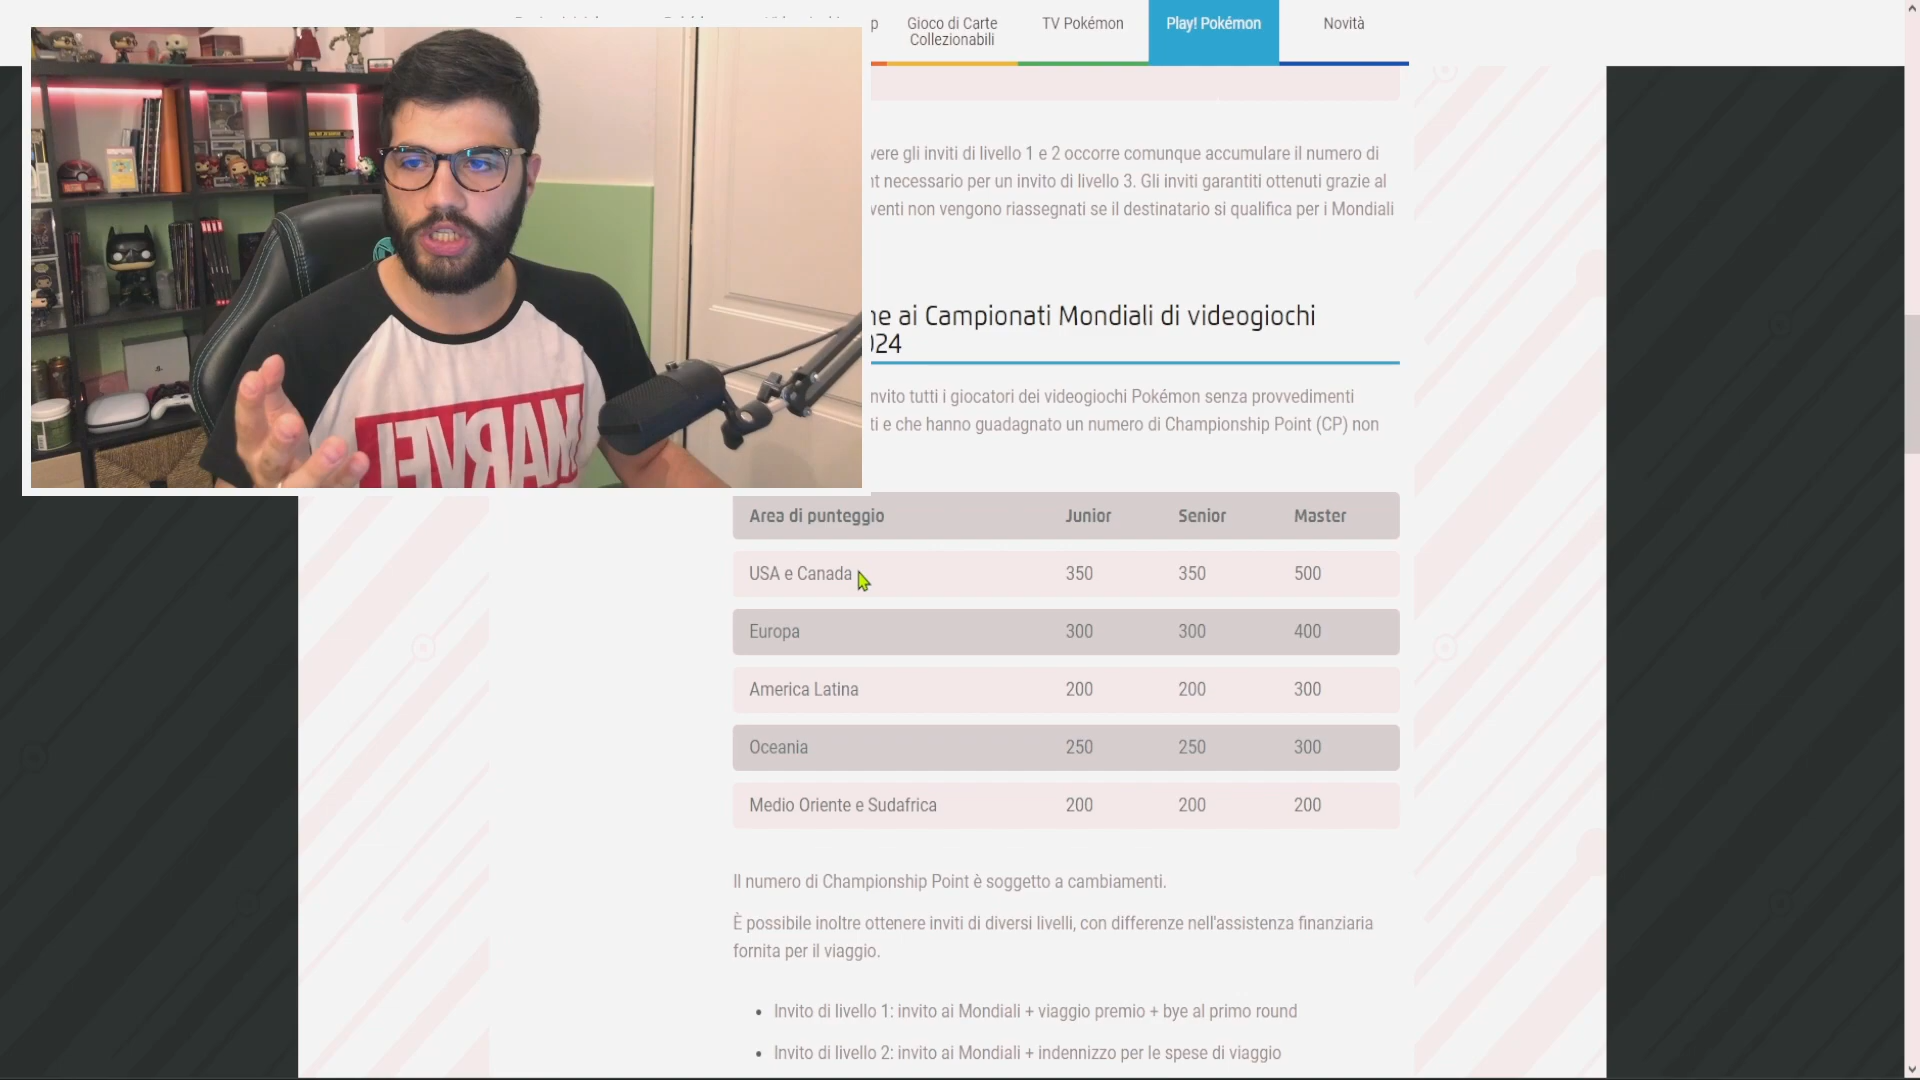 Gioco di Carte
Collezionabili
TV Pokémon
Play! Pokémon
Novità
gli inviti di livello 1 e 2 occorre comunque accumulare il numero di
necessario per un invito di livello 3. Gli inviti garantiti ottenuti grazie al
non vengono riassegnati se il destinatario si qualifica per i Mondiali
ai Campionati Mondiali di videogiochi
tutti i giocatori dei videogiochi Pokémon senza provvedimenti
e che hanno guadagnato un numero di Championship Point (CP) non
Area di punteggio Junior Senior Master
USA e Canada 350 350 500
Europa 300 300 400
America Latina 200 200 300
Oceania 250 250 300
Medio Oriente e Sudafrica 200 200 200
Il numero di Championship Point è soggetto a cambiamenti.
È possibile inoltre ottenere inviti di diversi livelli, con differenze nell'assistenza finanziaria
fornita per il viaggio.
• Invito di livello 1: invito ai Mondiali + viaggio premio + bye al primo round
• Invito di livello 2: invito ai Mondiali + indennizzo per le spese di viaggio
MARVEL